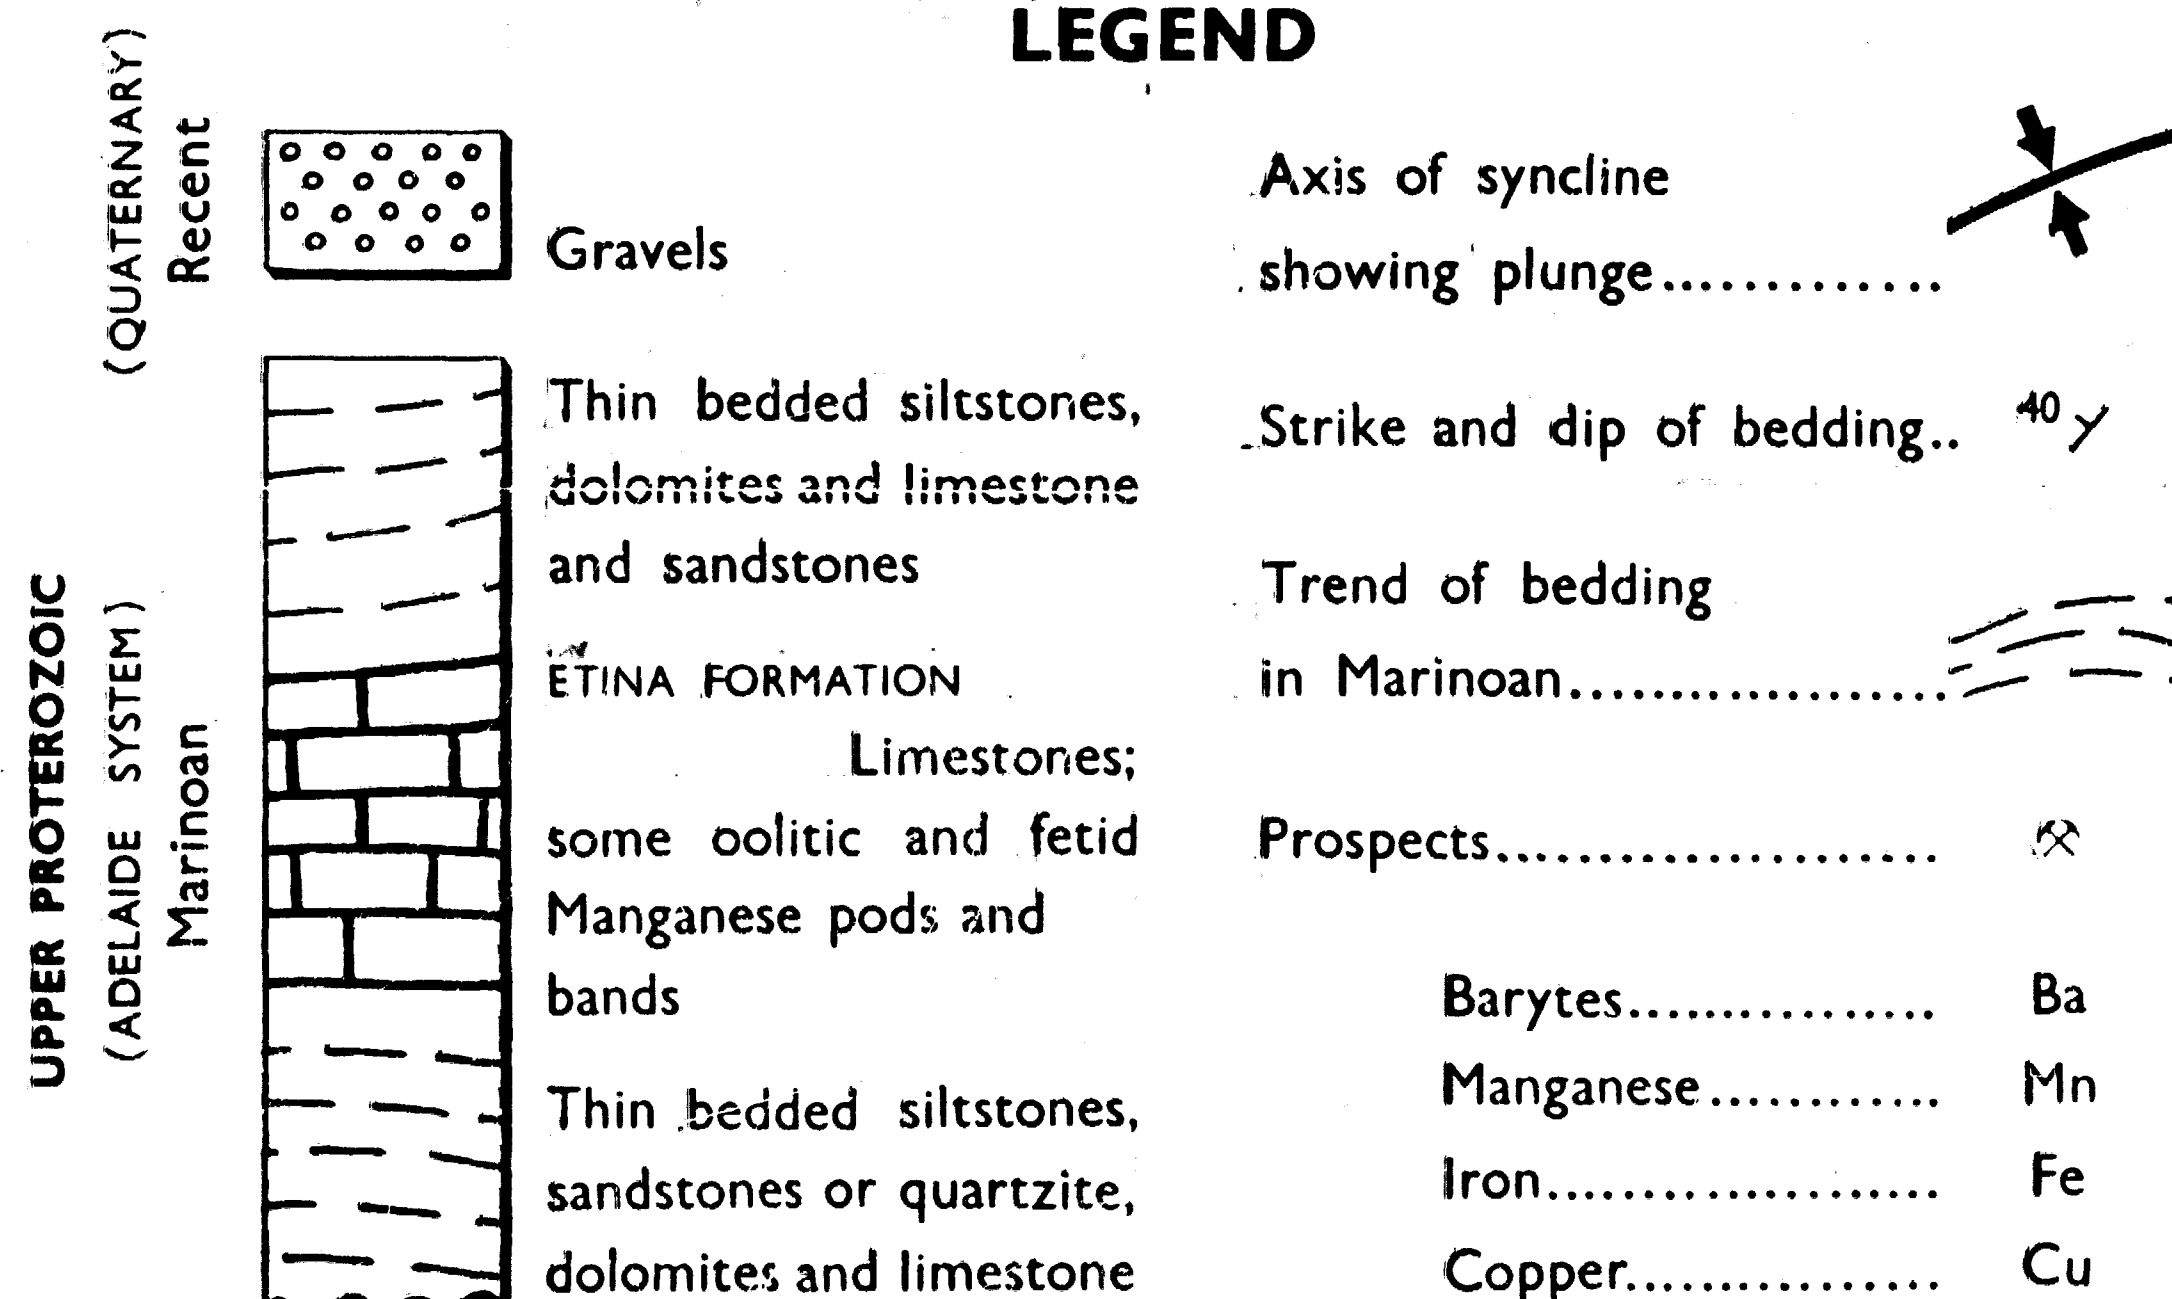 LEGEND
(QUATERNARY)
Recent
Gravels
UPPER PROTEROZOIC
(ADELAIDE SYSTEM)
Marinoan
Thin bedded siltstones,
dolomites and limestone
and sandstones
ETINA FORMATION
Limestones;
some oolitic and fetid
Manganese pods and
bands
Thin bedded siltstones,
sandstones or quartzite,
dolomites and limestone
Axis of syncline
showing plunge.............
Strike and dip of bedding.. 40
Trend of bedding
in Marinoan...................
Prospects......................
Barytes................ Ba
Manganese............ Mn
Iron.................... Fe
Copper................ Cu